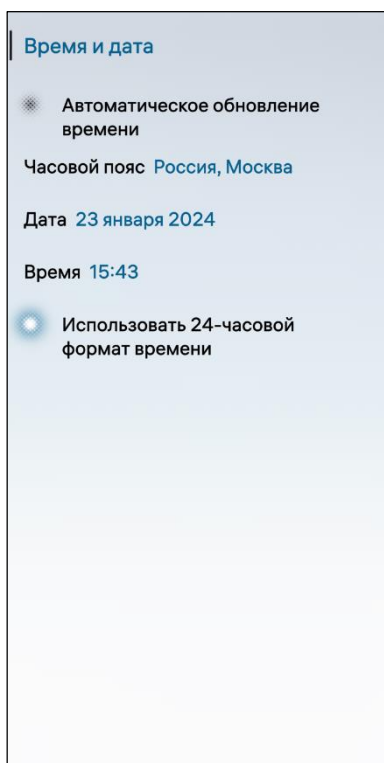 Время и дата
Автоматическое обновление
времени
Часовой пояс Россия, Москва
Дата 23 января 2024
Время 15:43
Использовать 24-часовой
формат времени